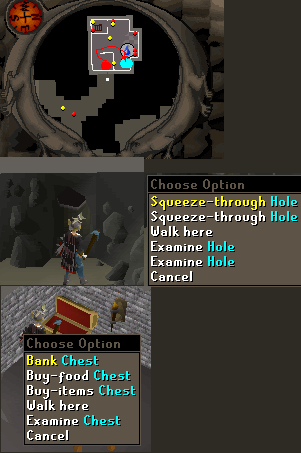 Choose Option
Squeeze-through Hole
Squeeze-through Hole
Walk here
Examine Hole
Examine Hole
Cancel
Choose Option
Bank Chest
Buy-food Chest
Buy-items Chest
Walk here
Examine Chest
Cancel